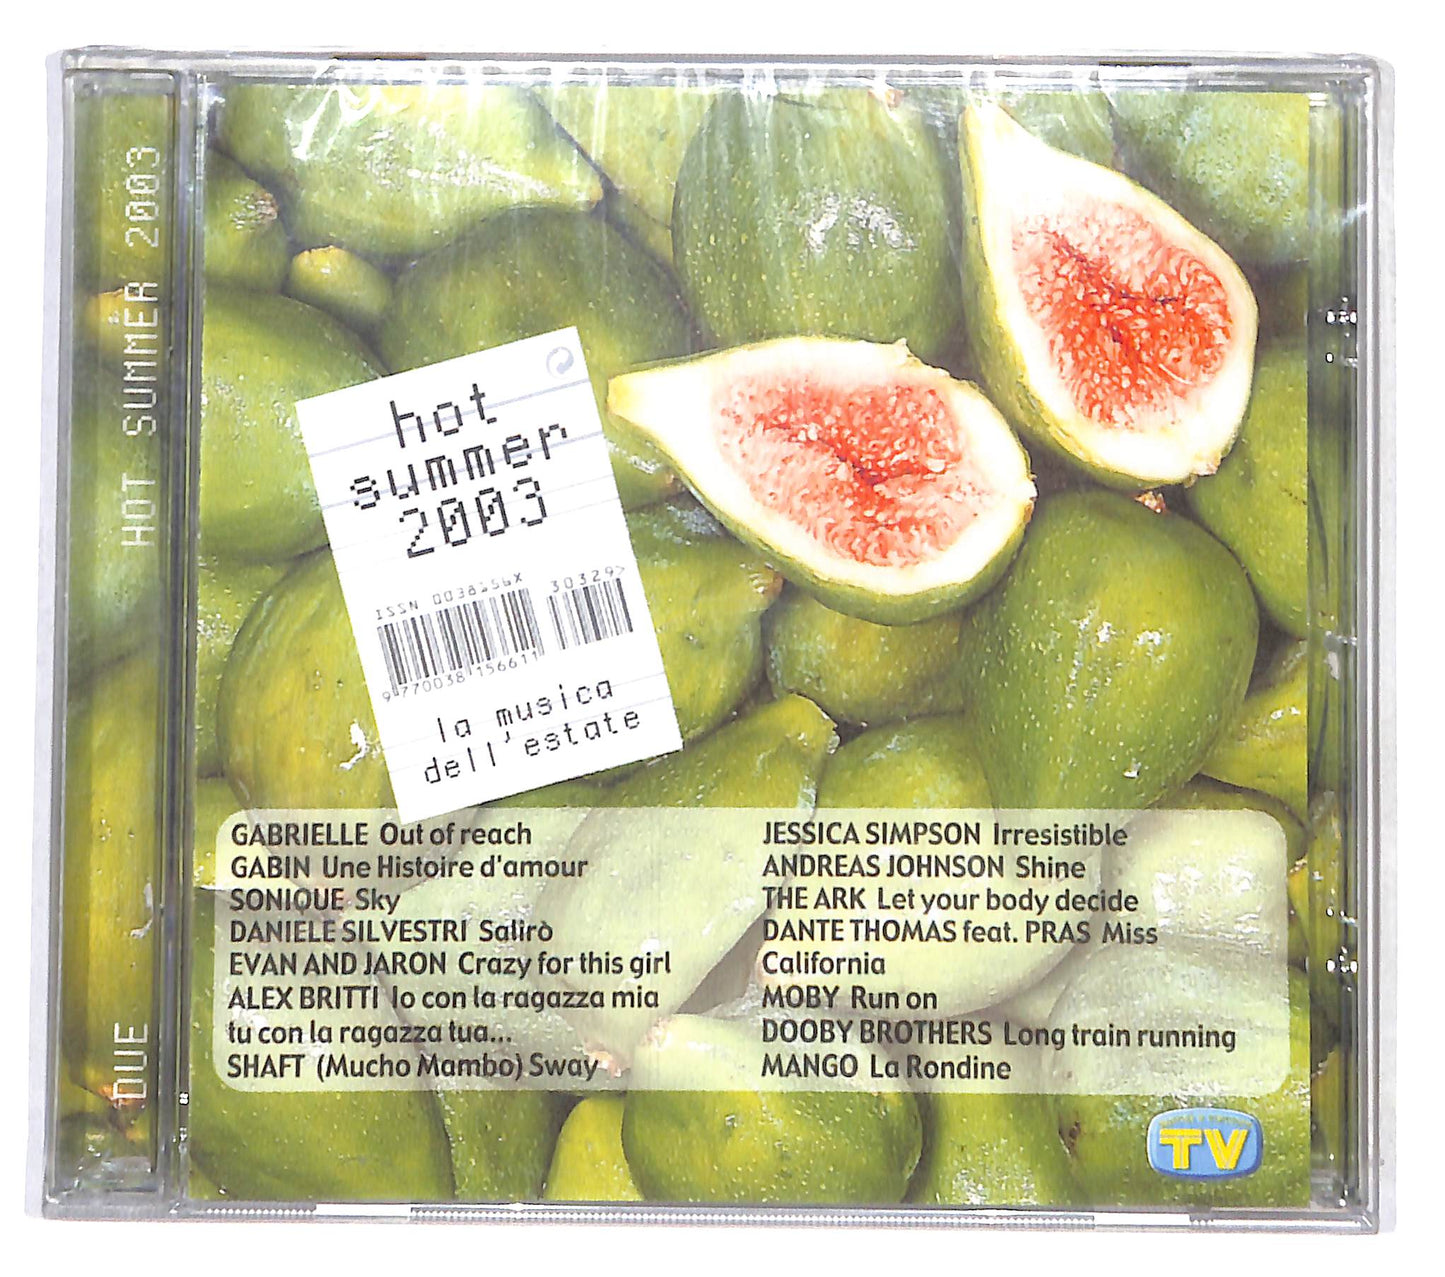 HOT SUMMER 2003
DUE
hot
summer
2003
ISSN 0038156X
30329>
9 770038 156611
la musica
dell'estate
GABRIELLE Out of reach
GABIN Une Histoire d'amour
SONIQUE Sky
DANIELE SILVESTRI Salirò
EVAN AND JARON Crazy for this girl
ALEX BRITTI Io con la ragazza mia
tu con la ragazza tua...
SHAFT (Mucho Mambo) Sway
JESSICA SIMPSON Irresistible
ANDREAS JOHNSON Shine
THE ARK Let your body decide
DANTE THOMAS feat. PRAS Miss
California
MOBY Run on
DOOBY BROTHERS Long train running
MANGO La Rondine
TV